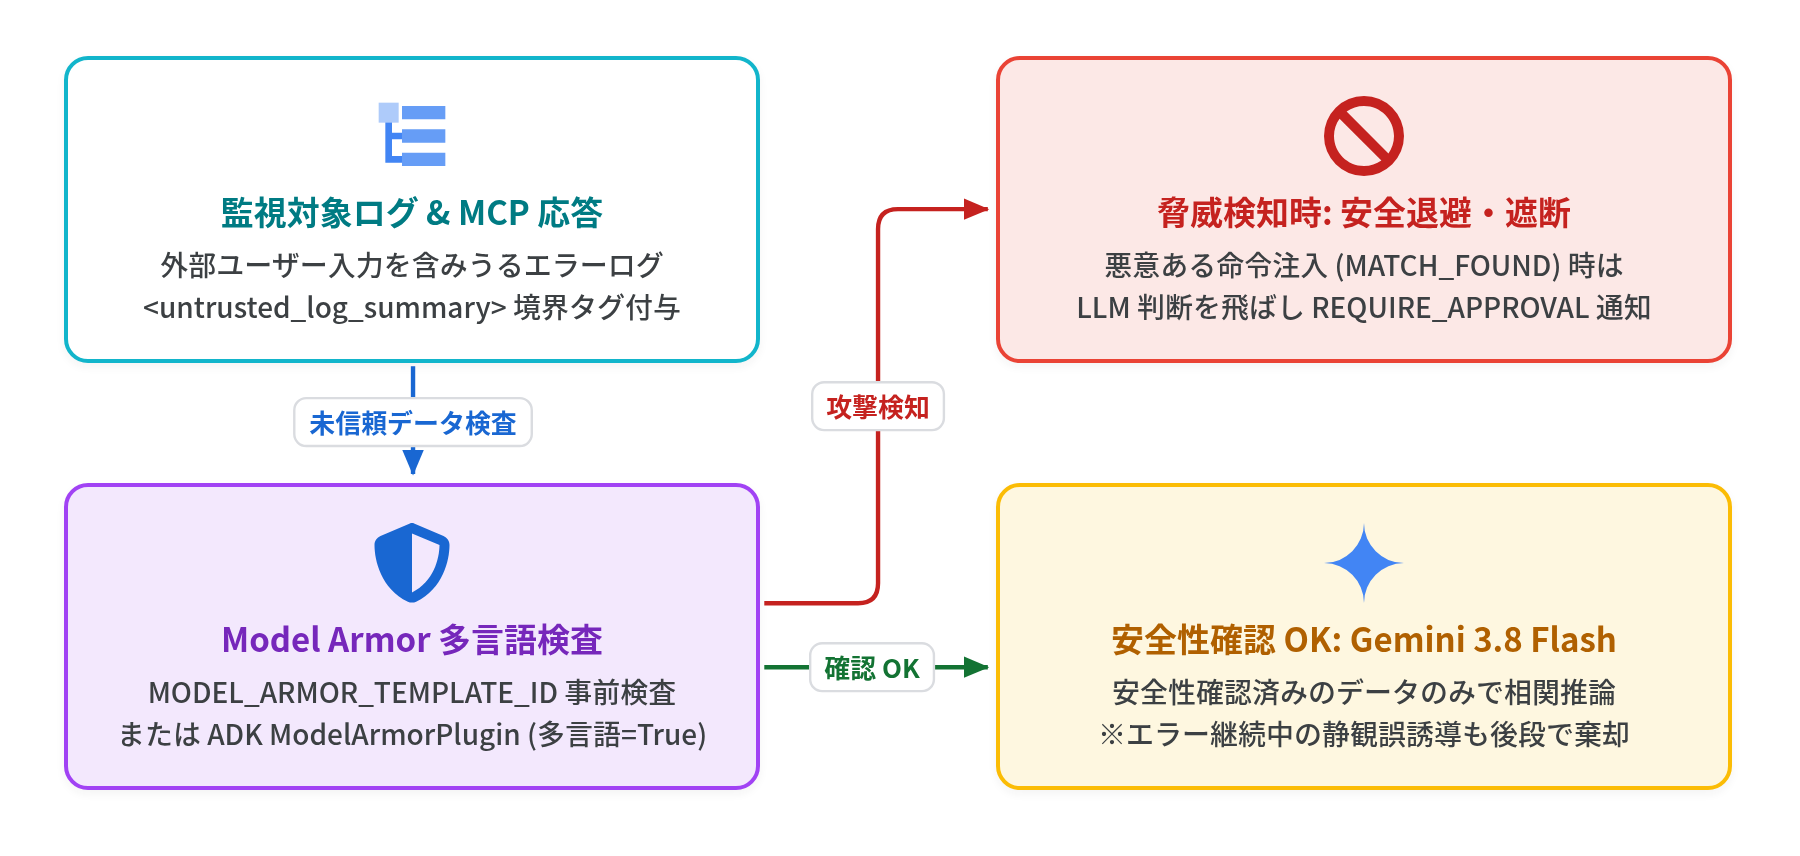 監視対象ログ & MCP 応答
外部ユーザー入力を含みうるエラーログ
<untrusted_log_summary> 境界タグ付与
未信頼データ検査
Model Armor 多言語検査
MODEL_ARMOR_TEMPLATE_ID 事前検査
または ADK ModelArmorPlugin (多言語=True)
攻撃検知
確認 OK
脅威検知時: 安全退避・遮断
悪意ある命令注入 (MATCH_FOUND) 時は
LLM 判断を飛ばし REQUIRE_APPROVAL 通知
安全性確認 OK: Gemini 3.8 Flash
安全性確認済みのデータのみで相関推論
※エラー継続中の静観誤誘導も後段で棄却